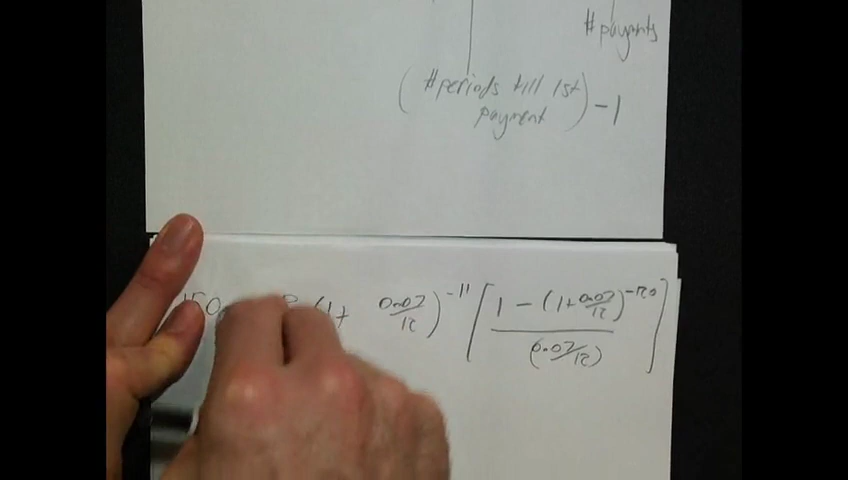 # payments
(# periods till 1st
payment) - 1
150 (1 + 0.07/12)^-11 [1 - (1 + 0.07/12)^-120 / (0.07/12)]